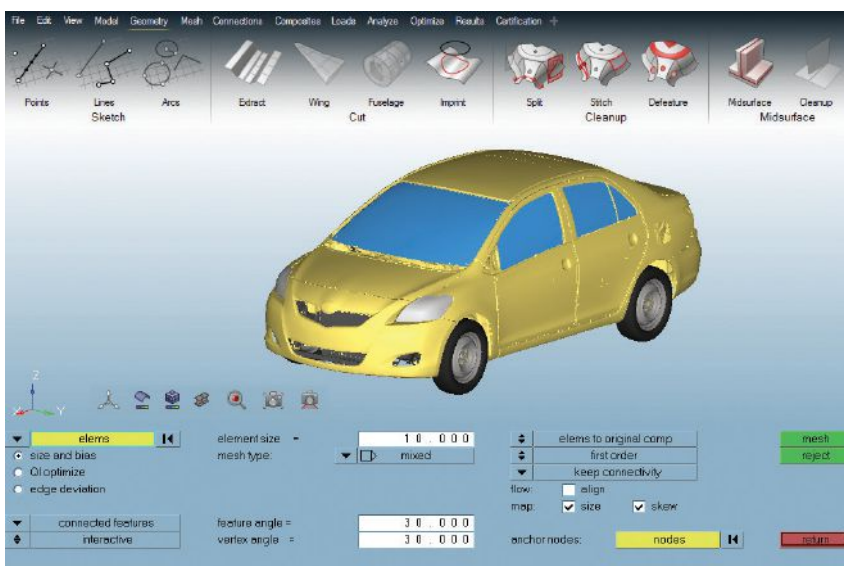 File Edit View Model Geometry Mesh Connections Composites Loads Analyze Optimize Results Certification +
Points Lines Arcs Extract Wing Fuselage Imprint Split Stitch Defeature Midsurface Cleanup
Sketch Cut Cleanup Midsurface
Z
X Y
elems element size = 10.000 elems to original comp mesh
size and bias mesh type: mixed first order reject
QI optimize keep connectivity
edge deviation flow: align
map: size skew
connected features feature angle = 30.000
interactive vertex angle = 30.000 anchor nodes: nodes return